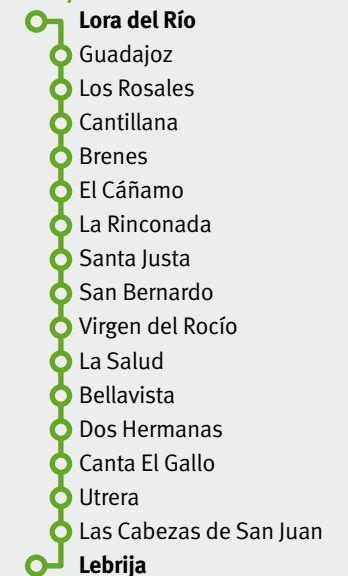 Lora del Río
Guadajoz
Los Rosales
Cantillana
Brenes
El Cáñamo
La Rinconada
Santa Justa
San Bernardo
Virgen del Rocío
La Salud
Bellavista
Dos Hermanas
Canta El Gallo
Utrera
Las Cabezas de San Juan
Lebrija